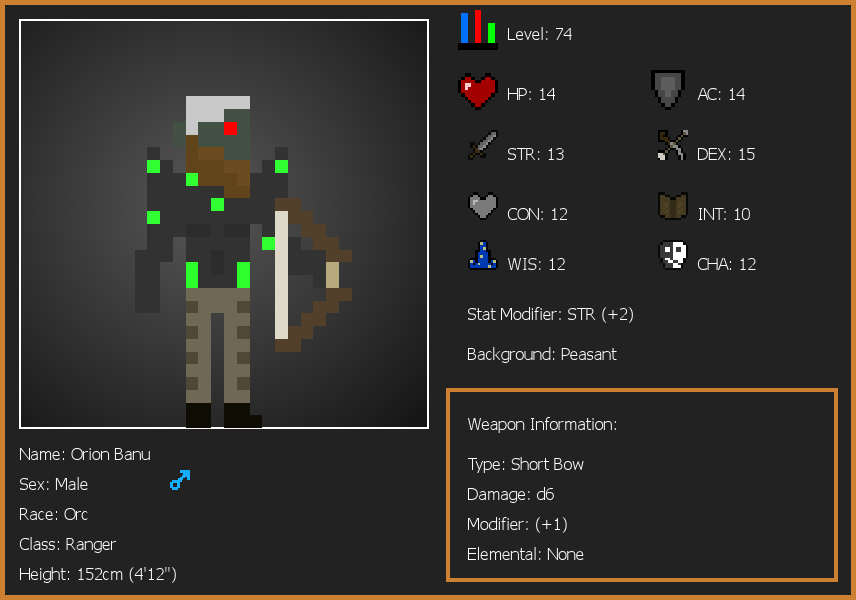 Level: 74
HP: 14
AC: 14
STR: 13
DEX: 15
CON: 12
INT: 10
WIS: 12
CHA: 12
Stat Modifier: STR (+2)
Background: Peasant
Weapon Information:
Type: Short Bow
Damage: d6
Modifier: (+1)
Elemental: None
Name: Orion Banu
Sex: Male
Race: Orc
Class: Ranger
Height: 152cm (4'12")